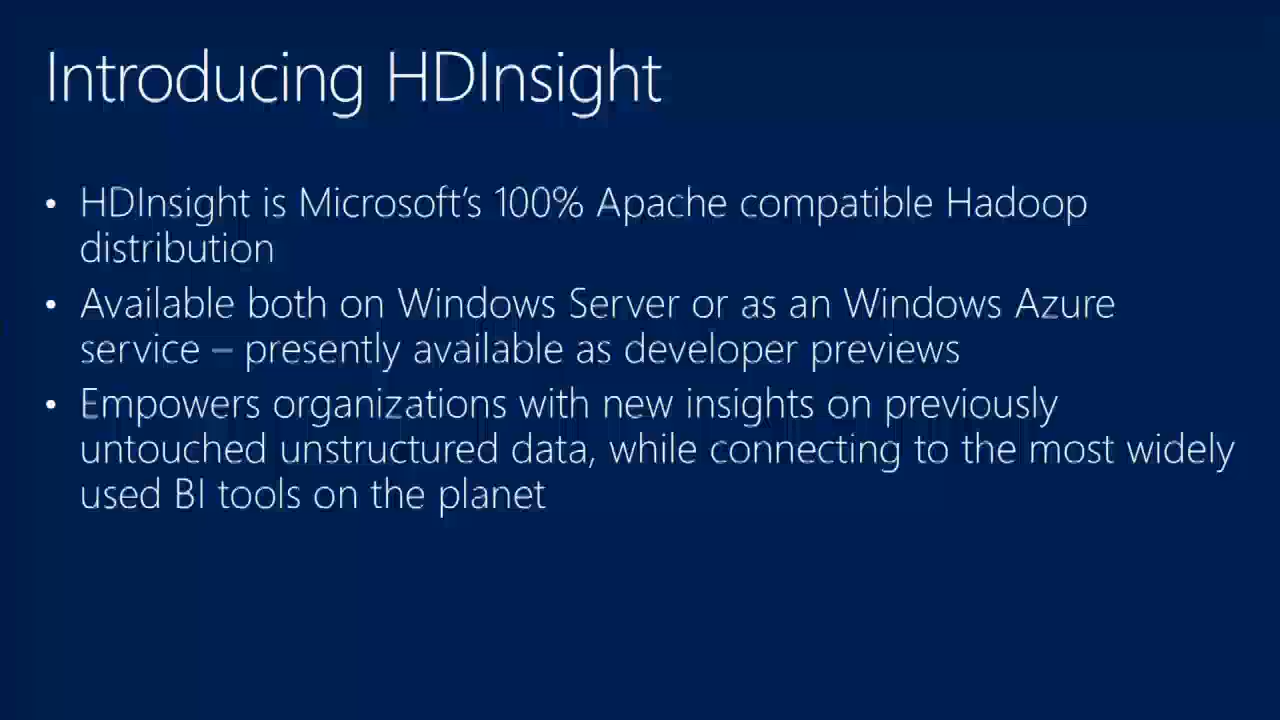 Introducing HDInsight
• HDInsight is Microsoft's 100% Apache compatible Hadoop
distribution
• Available both on Windows Server or as an Windows Azure
service – presently available as developer previews
• Empowers organizations with new insights on previously
untouched unstructured data, while connecting to the most widely
used BI tools on the planet